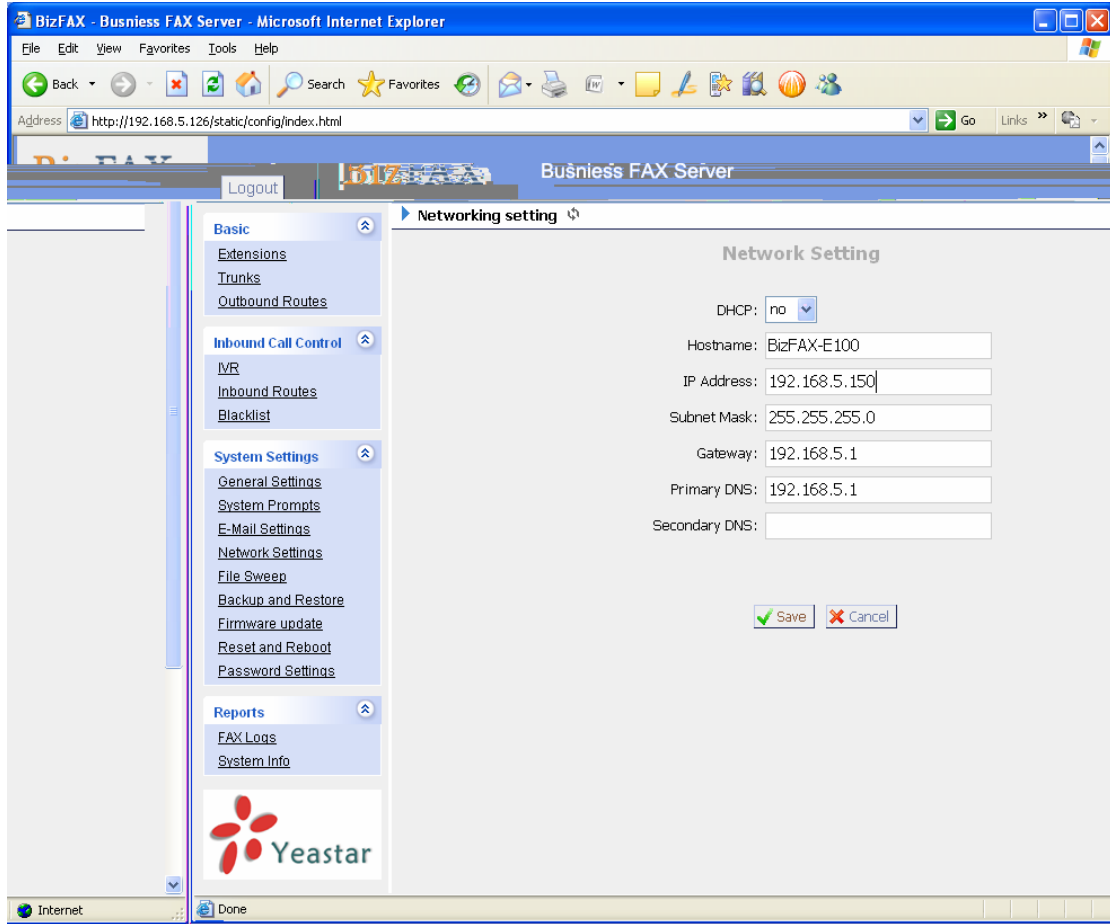 BizFAX - Busniess FAX Server - Microsoft Internet Explorer
File Edit View Favorites Tools Help
Back Search Favorites
Address http://192.168.5.126/static/config/index.html Go Links »
Busniess FAX Server
Logout
Networking setting
Basic
Extensions
Trunks
Outbound Routes
Inbound Call Control
IVR
Inbound Routes
Blacklist
System Settings
General Settings
System Prompts
E-Mail Settings
Network Settings
File Sweep
Backup and Restore
Firmware update
Reset and Reboot
Password Settings
Reports
FAX Logs
System Info
Yeastar
Network Setting
DHCP: no
Hostname: BizFAX-E100
IP Address: 192.168.5.150
Subnet Mask: 255.255.255.0
Gateway: 192.168.5.1
Primary DNS: 192.168.5.1
Secondary DNS:
Save Cancel
Internet
Done